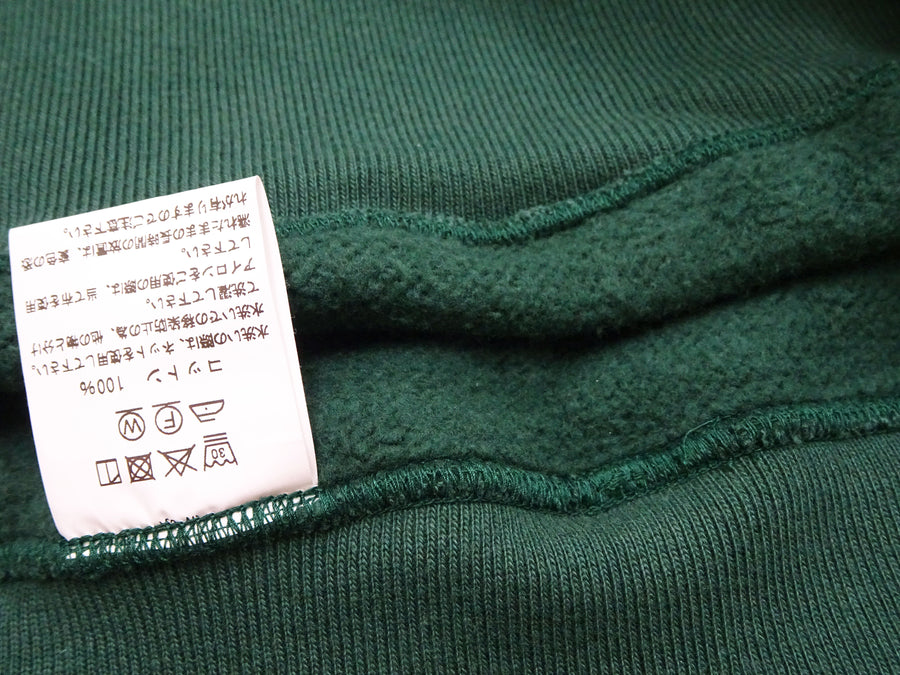 30
F W
コットン 100%
水洗いの際は、ネットを使用して下さい。
水洗いでの移染防止の為、他の物と分け
て洗濯して下さい。
アイロンをご使用の際は、当て布を使用
して下さい。
濡れたままの長時間の放置は、変色の恐
れが有りますのでご注意下さい。